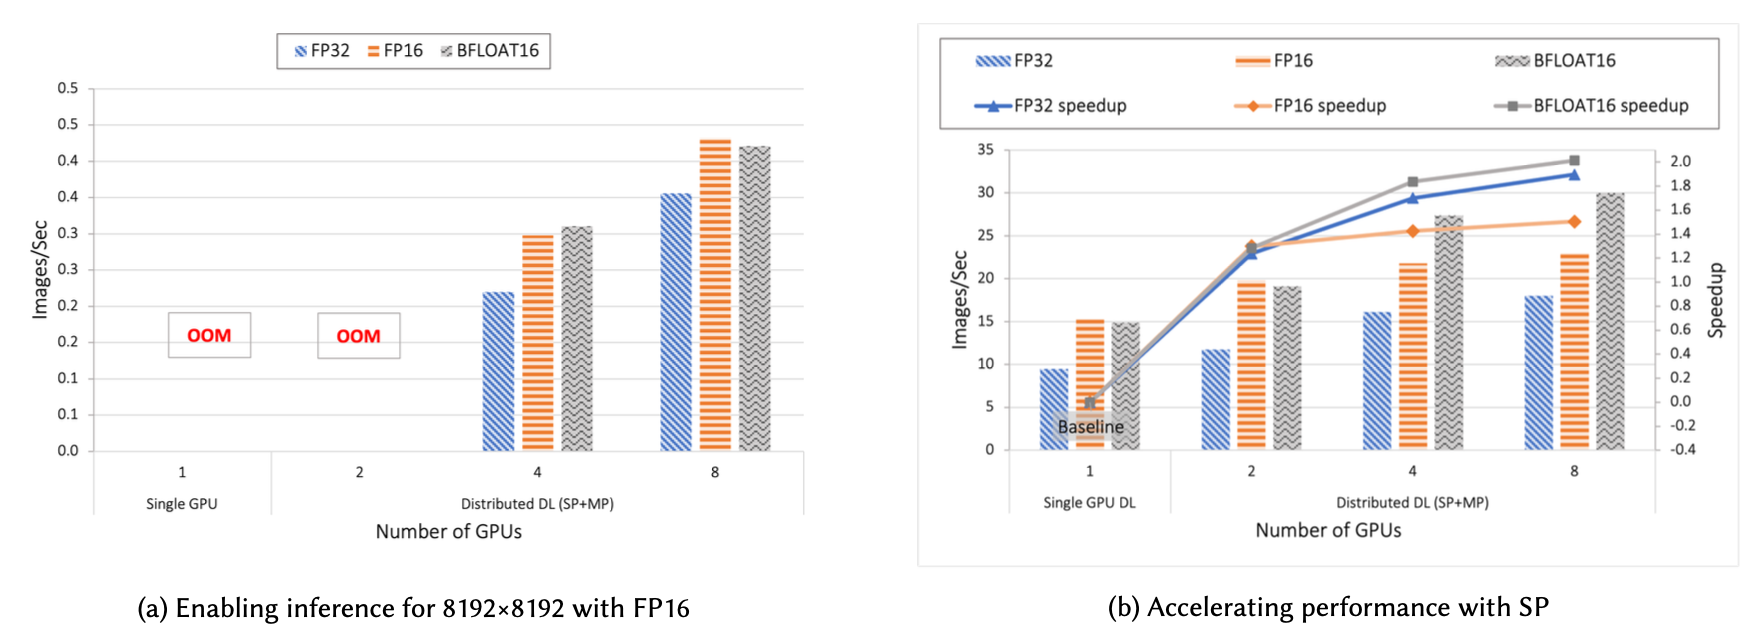 FP32 FP16 BFLOAT16
0.5
0.5
0.4
0.4
0.3
0.3
0.2
0.2
0.1
0.1
0.0
Images/Sec
OOM OOM
1 2 4 8
Single GPU Distributed DL (SP+MP)
Number of GPUs
(a) Enabling inference for 8192×8192 with FP16
FP32 FP16 BFLOAT16
FP32 speedup FP16 speedup BFLOAT16 speedup
35
30
25
20
15
10
5
0
Images/Sec
2.0
1.8
1.6
1.4
1.2
1.0
0.8
0.6
0.4
0.2
0.0
-0.2
-0.4
Speedup
Baseline
1 2 4 8
Single GPU DL Distributed DL (SP+MP)
Number of GPUs
(b) Accelerating performance with SP